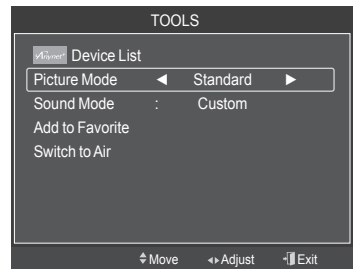 TOOLS
Anynet+ Device List
Picture Mode ◄ Standard ►
Sound Mode : Custom
Add to Favorite
Switch to Air
Move Adjust Exit